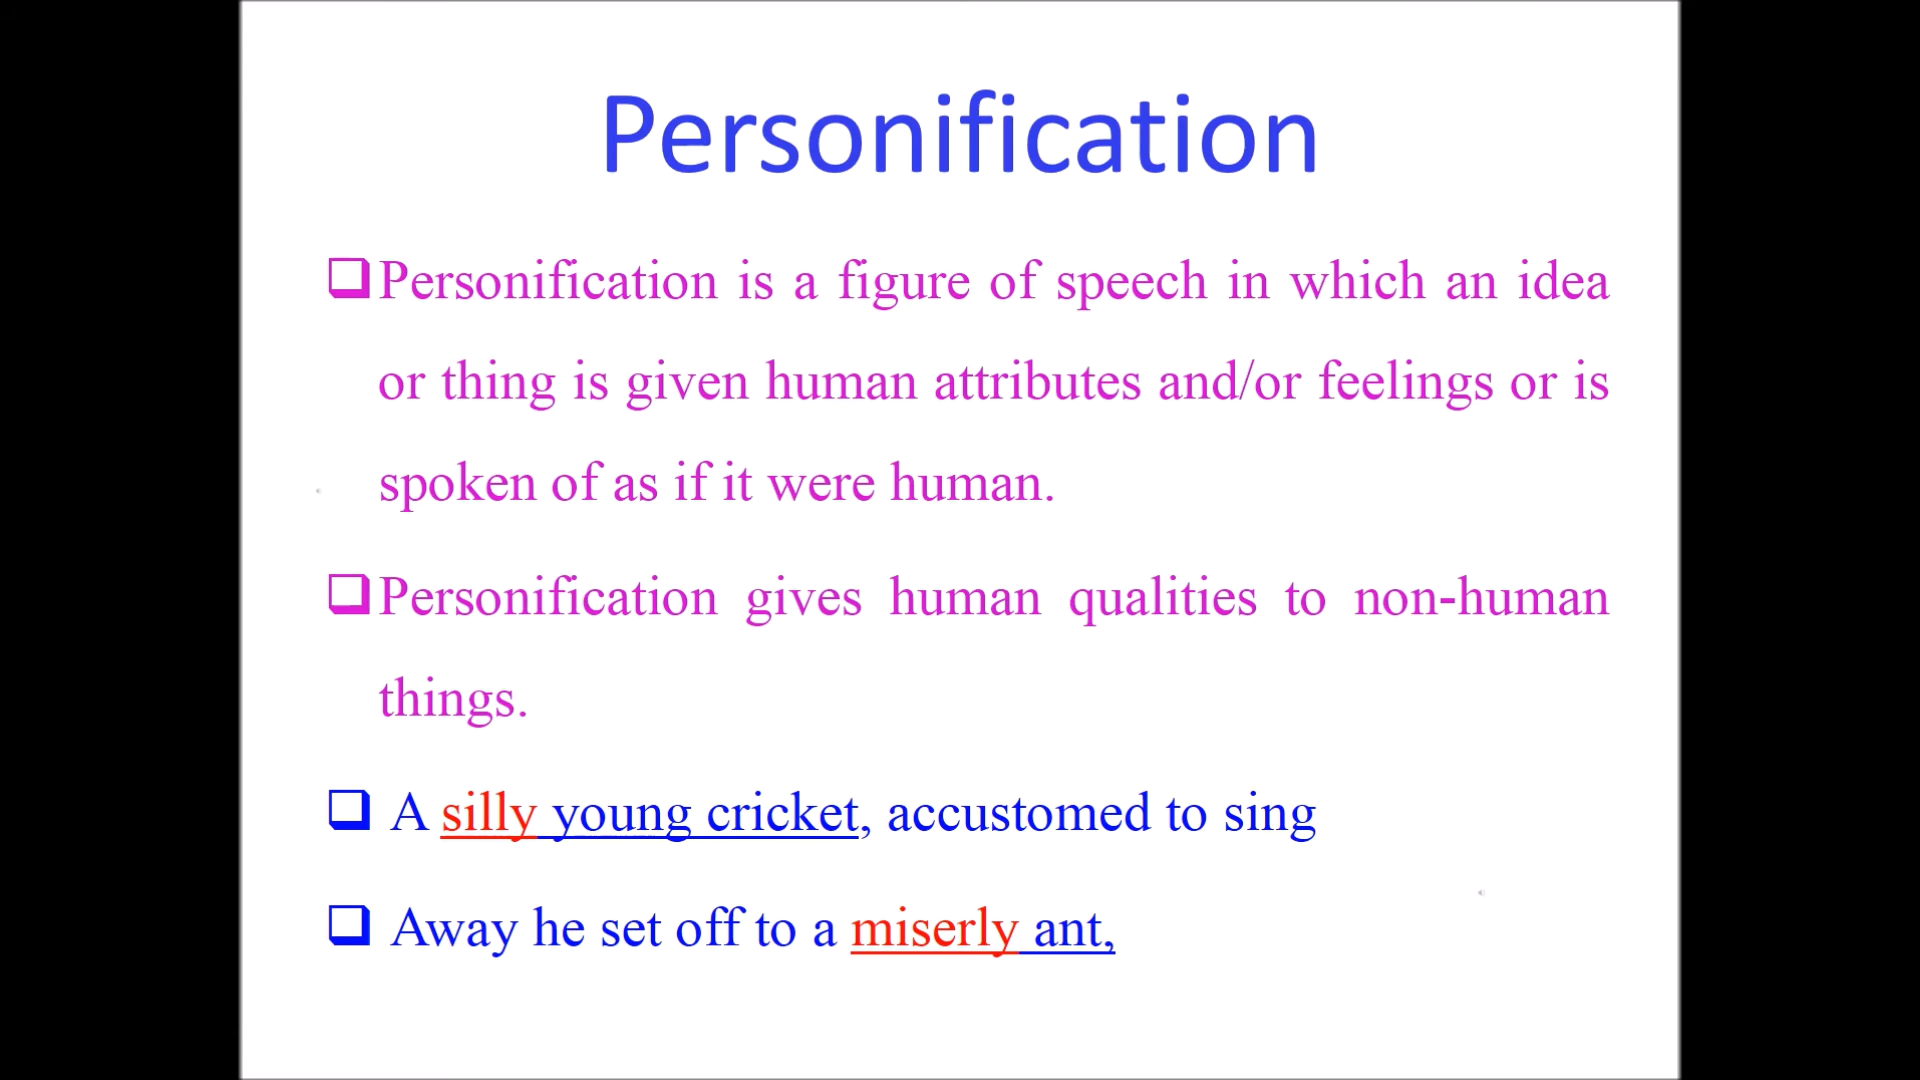 Personification
Personification is a figure of speech in which an idea
or thing is given human attributes and/or feelings or is
spoken of as if it were human.
Personification gives human qualities to non-human
things.
A silly young cricket, accustomed to sing
Away he set off to a miserly ant,